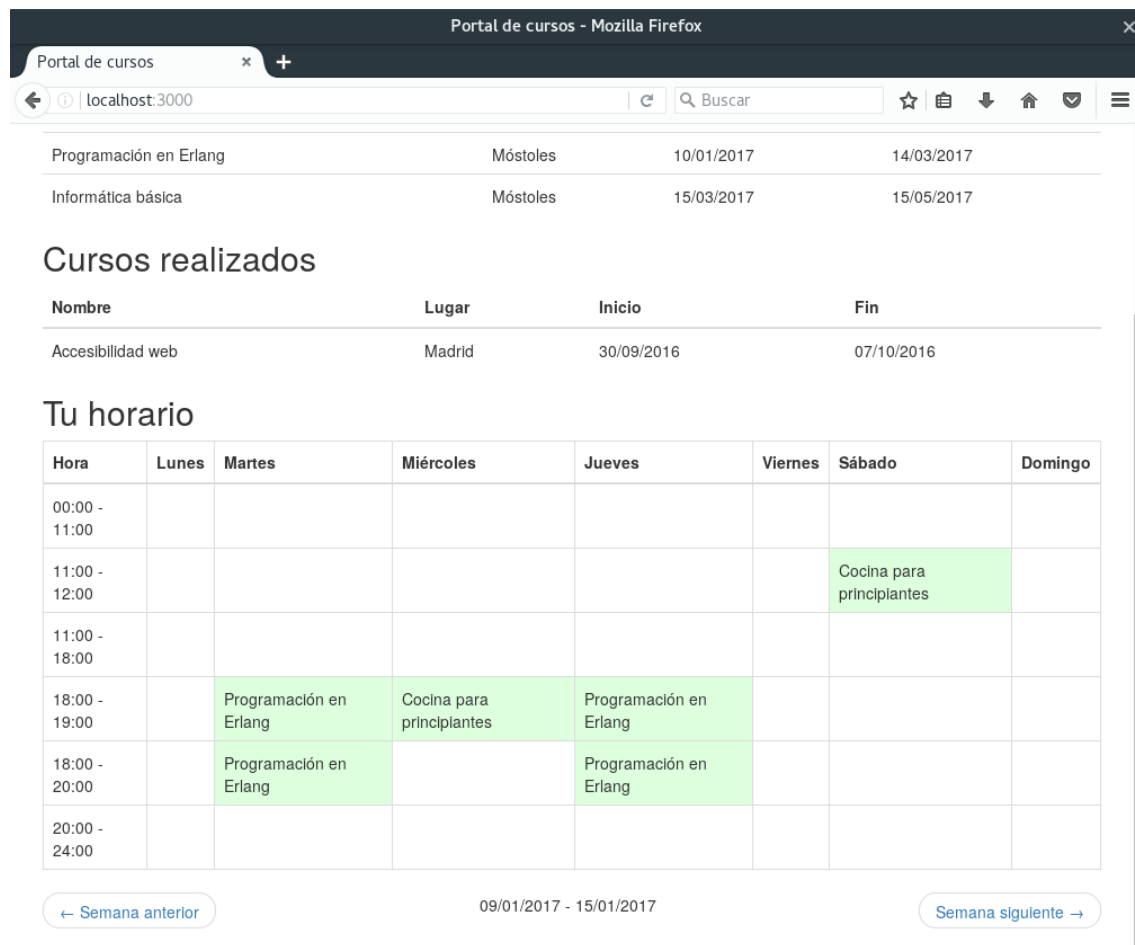 Portal de cursos - Mozilla Firefox
Portal de cursos
localhost:3000
Buscar
Programación en Erlang Móstoles 10/01/2017 14/03/2017
Informática básica Móstoles 15/03/2017 15/05/2017
Cursos realizados
Nombre Lugar Inicio Fin
Accesibilidad web Madrid 30/09/2016 07/10/2016
Tu horario
Hora Lunes Martes Miércoles Jueves Viernes Sábado Domingo
00:00 -
11:00
11:00 -
12:00
Cocina para
principiantes
11:00 -
18:00
18:00 -
19:00
Programación en
Erlang
Cocina para
principiantes
Programación en
Erlang
18:00 -
20:00
Programación en
Erlang
Programación en
Erlang
20:00 -
24:00
← Semana anterior
09/01/2017 - 15/01/2017
Semana siguiente →